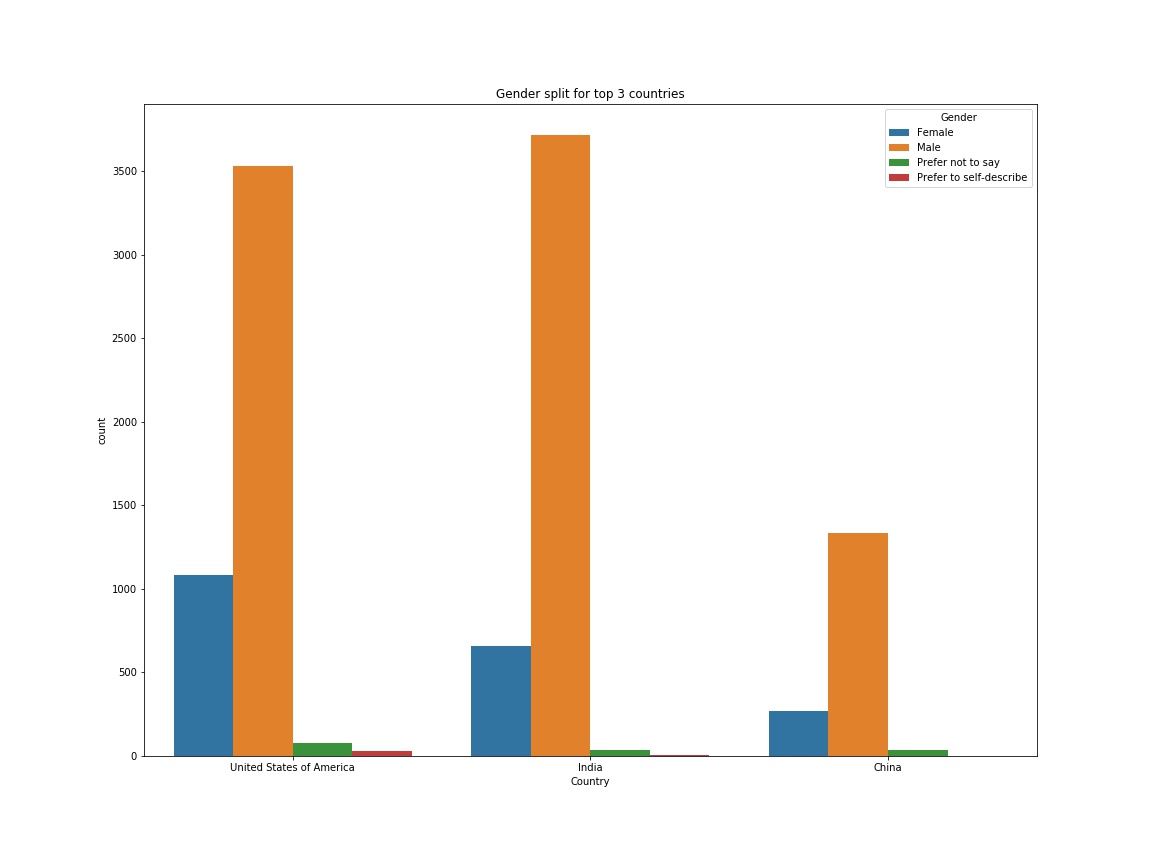 Gender split for top 3 countries
Gender
Female
Male
Prefer not to say
Prefer to self-describe
3500
3000
2500
2000
1500
1000
500
0
count
United States of America
India
China
Country